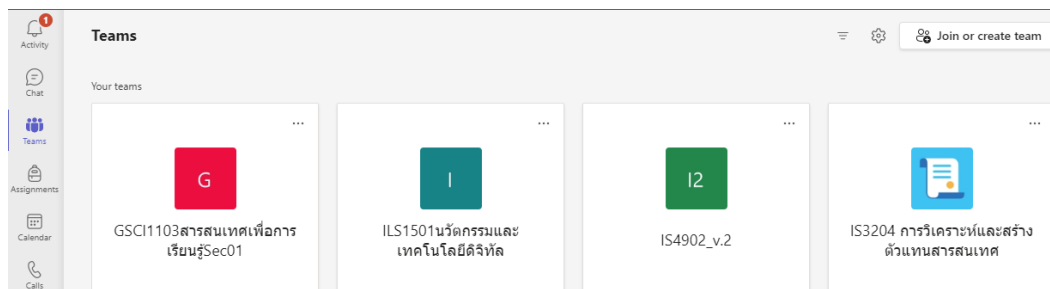 1
Activity
Teams
Join or create team
Chat
Your teams
Teams
Assignments
Calendar
Calls
...
...
...
...
G
I
I2
GSCI1103สารสนเทศเพื่อการ
เรียนรู้Sec01
ILS1501นวัตกรรมและ
เทคโนโลยีดิจิทัล
IS4902_v.2
IS3204 การวิเคราะห์และสร้าง
ตัวแทนสารสนเทศ